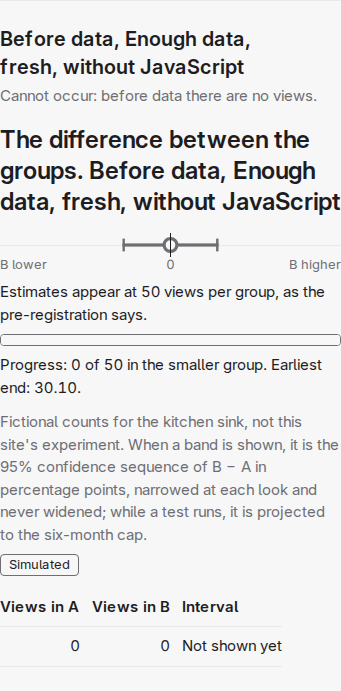 Before data, Enough data,
fresh, without JavaScript
Cannot occur: before data there are no views.
The difference between the
groups. Before data, Enough
data, fresh, without JavaScript
B lower 0 B higher
Estimates appear at 50 views per group, as the
pre-registration says.
Progress: 0 of 50 in the smaller group. Earliest
end: 30.10.
Fictional counts for the kitchen sink, not this
site's experiment. When a band is shown, it is the
95% confidence sequence of B − A in
percentage points, narrowed at each look and
never widened; while a test runs, it is projected
to the six-month cap.
Simulated
Views in A Views in B Interval
0 0 Not shown yet